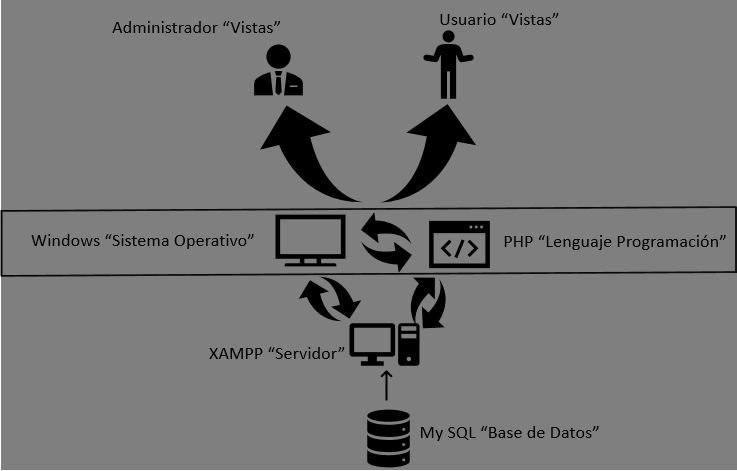 Administrador “Vistas”
Usuario “Vistas”
Windows “Sistema Operativo”
</>
PHP “Lenguaje Programación”
XAMPP “Servidor”
My SQL “Base de Datos”